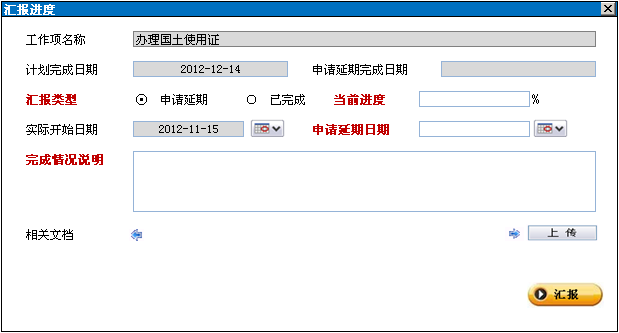 汇报进度
工作项名称 办理国土使用证
计划完成日期 2012-12-14 申请延期完成日期
汇报类型 申请延期 已完成 当前进度 %
实际开始日期 2012-11-15 申请延期日期
完成情况说明
相关文档 上传
汇报